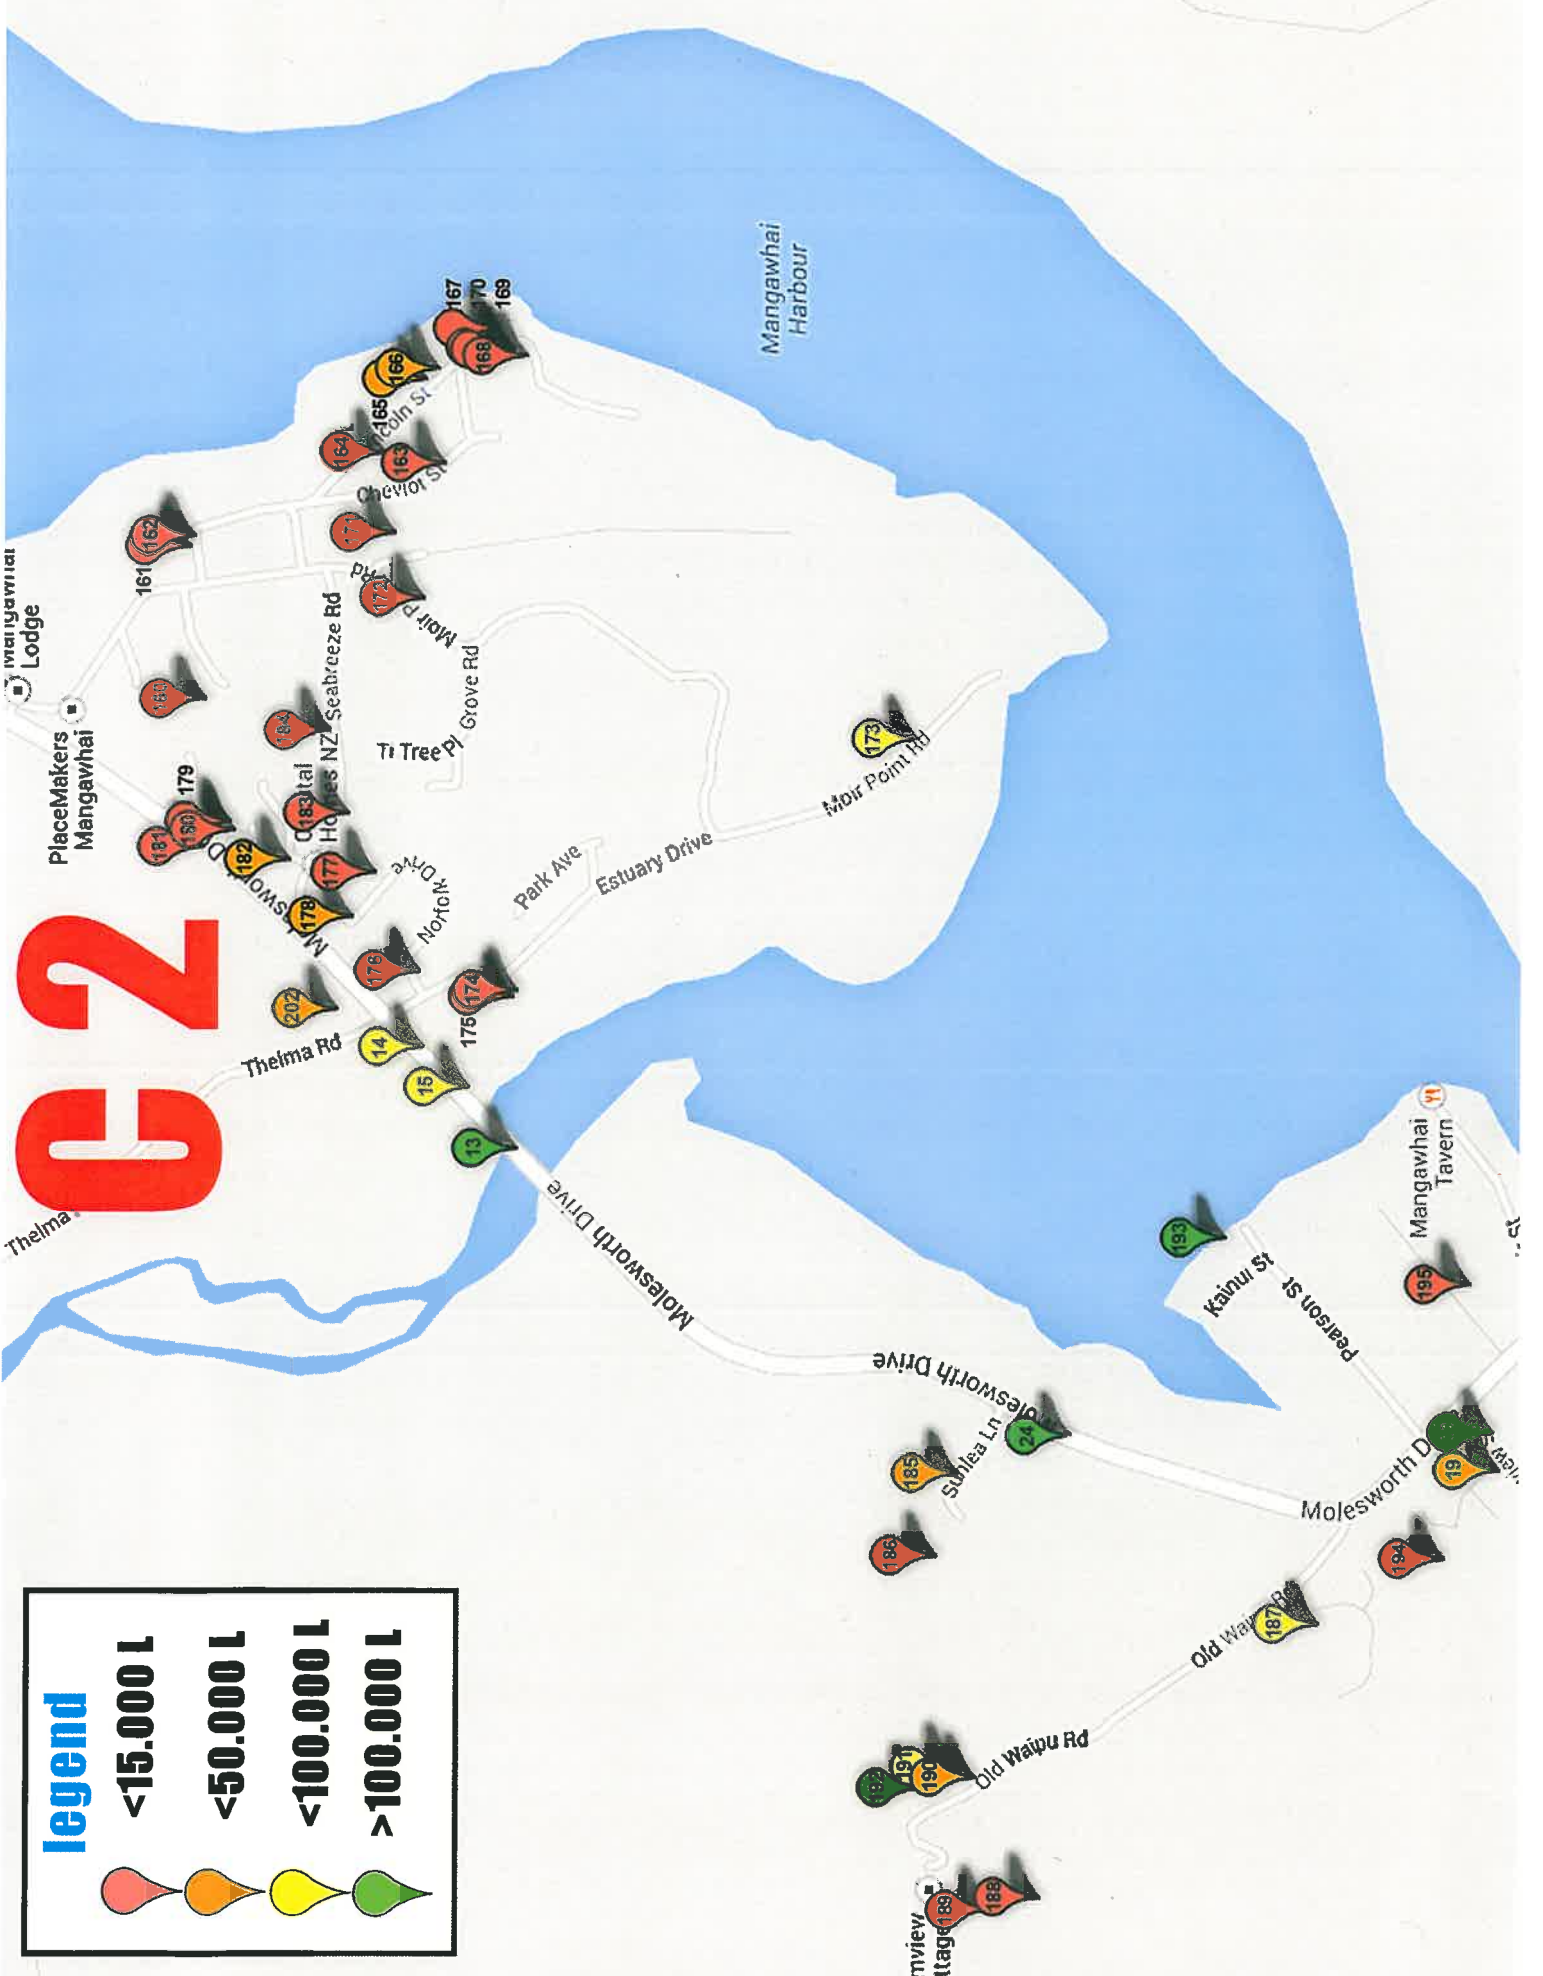 C 2
legend
<15.000 L
<50.000 L
<100.000 L
>100.000 L
Lodge
PlaceMakers
Mangawhai
Mangawhai
Harbour
167
170
169
168
166
165
164
163
Cheviot St
171
172
162
161
Seabreeze Rd
Grove Rd
Ti Tree Pl
184
183
179
180
181
182
177
178
Norfolk Drive
176
174
175
202
Thelma Rd
Thelma
14
15
13
Park Ave
Estuary Drive
173
Moir Point Rd
Molesworth Drive
Molesworth Drive
24
Sunlea Ln
185
186
193
Kainui St
Pearson St
195
Mangawhai
Tavern
19
194
Molesworth D
187
Old Waipu Rd
191
190
192
189
188